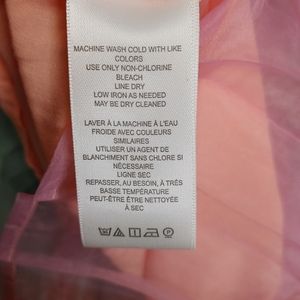 MACHINE WASH COLD WITH LIKE
COLORS
USE ONLY NON-CHLORINE
BLEACH
LINE DRY
LOW IRON AS NEEDED
MAY BE DRY CLEANED
LAVER À LA MACHINE À L'EAU
FROIDE AVEC COULEURS
SIMILAIRES
UTILISER UN AGENT DE
BLANCHIMENT SANS CHLORE SI
NÉCESSAIRE
LIGNE SEC
REPASSER, AU BESOIN, À TRÈS
BASSE TEMPÉRATURE
PEUT-ÊTRE ÊTRE NETTOYÉE
À SEC